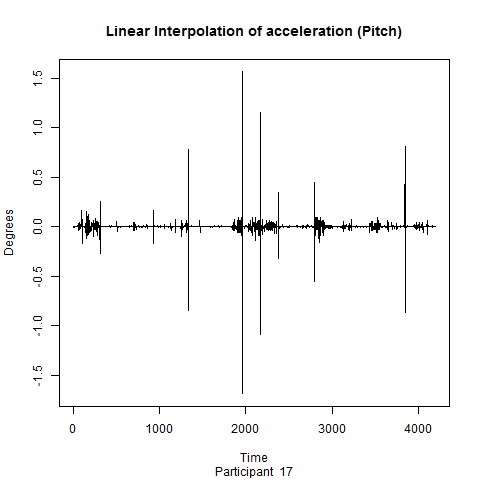 Linear Interpolation of acceleration (Pitch)
Degrees
1.5
1.0
0.5
0.0
-0.5
-1.0
-1.5
0 1000 2000 3000 4000
Time
Participant 17